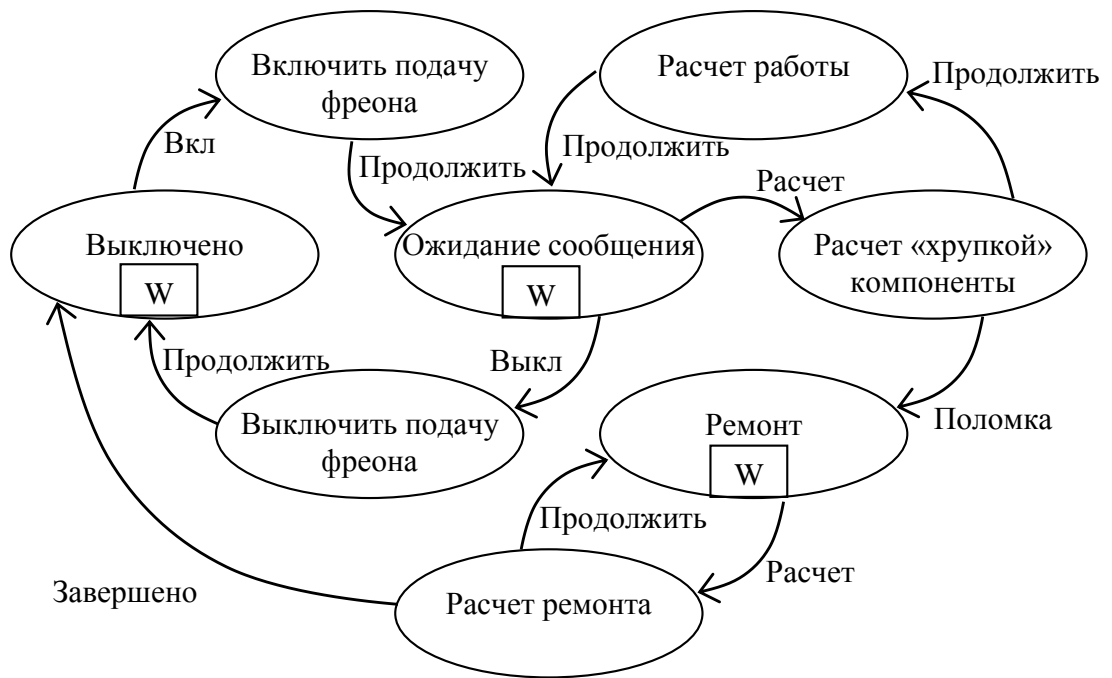 Включить подачу
фреона
Расчет работы
Продолжить
Вкл
Продолжить
Продолжить
Расчет
Выключено
W
Ожидание сообщения
W
Расчет «хрупкой»
компоненты
Продолжить
Выкл
Выключить подачу
фреона
Ремонт
W
Поломка
Продолжить
Расчет
Завершено
Расчет ремонта